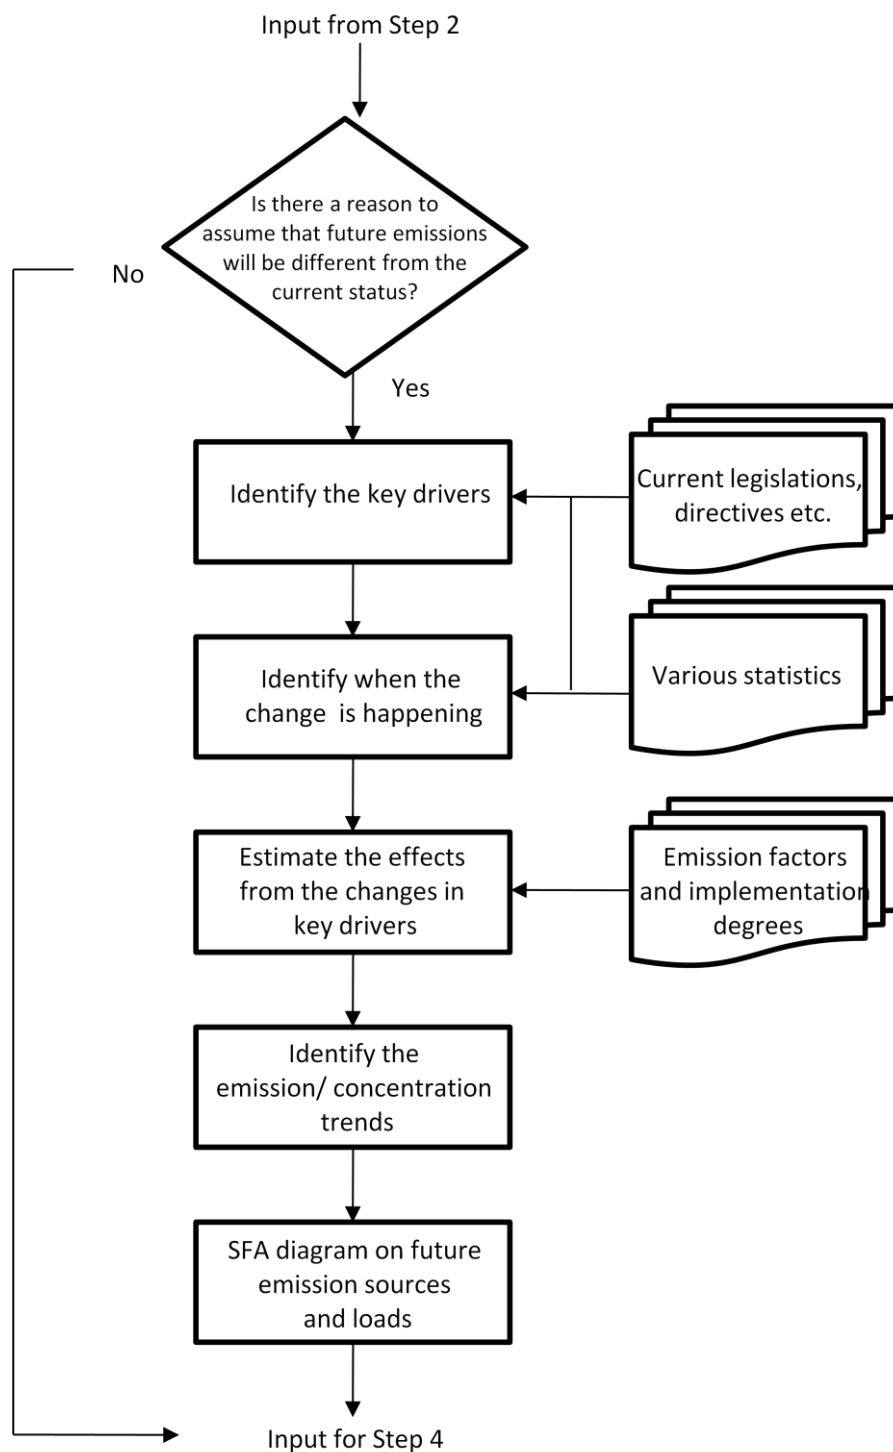 Input from Step 2
Is there a reason to
assume that future emissions
will be different from the
current status?
No
Yes
Identify the key drivers
Current legislations,
directives etc.
Identify when the
change is happening
Various statistics
Estimate the effects
from the changes in
key drivers
Emission factors
and implementation
degrees
Identify the
emission/ concentration
trends
SFA diagram on future
emission sources
and loads
Input for Step 4